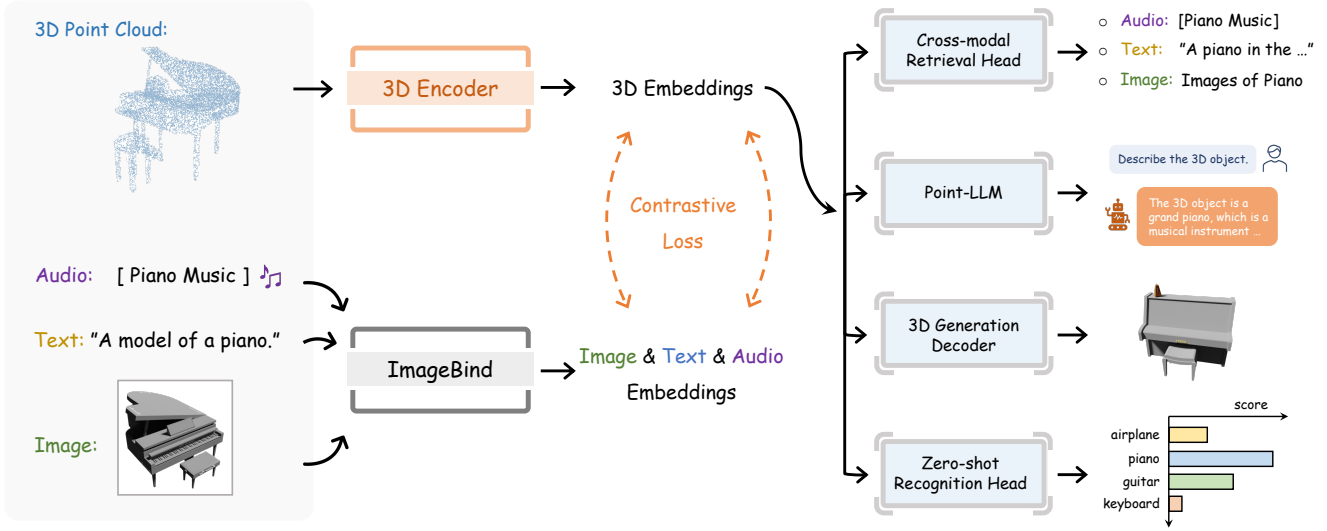 3D Point Cloud:
3D Encoder
3D Embeddings
Contrastive
Loss
Audio: [ Piano Music ]
Text: "A model of a piano."
Image:
ImageBind
Image & Text & Audio
Embeddings
Cross-modal
Retrieval Head
Audio: [Piano Music]
Text: "A piano in the ..."
Image: Images of Piano
Point-LLM
Describe the 3D object.
The 3D object is a
grand piano, which is a
musical instrument ...
3D Generation
Decoder
Zero-shot
Recognition Head
score
airplane
piano
guitar
keyboard